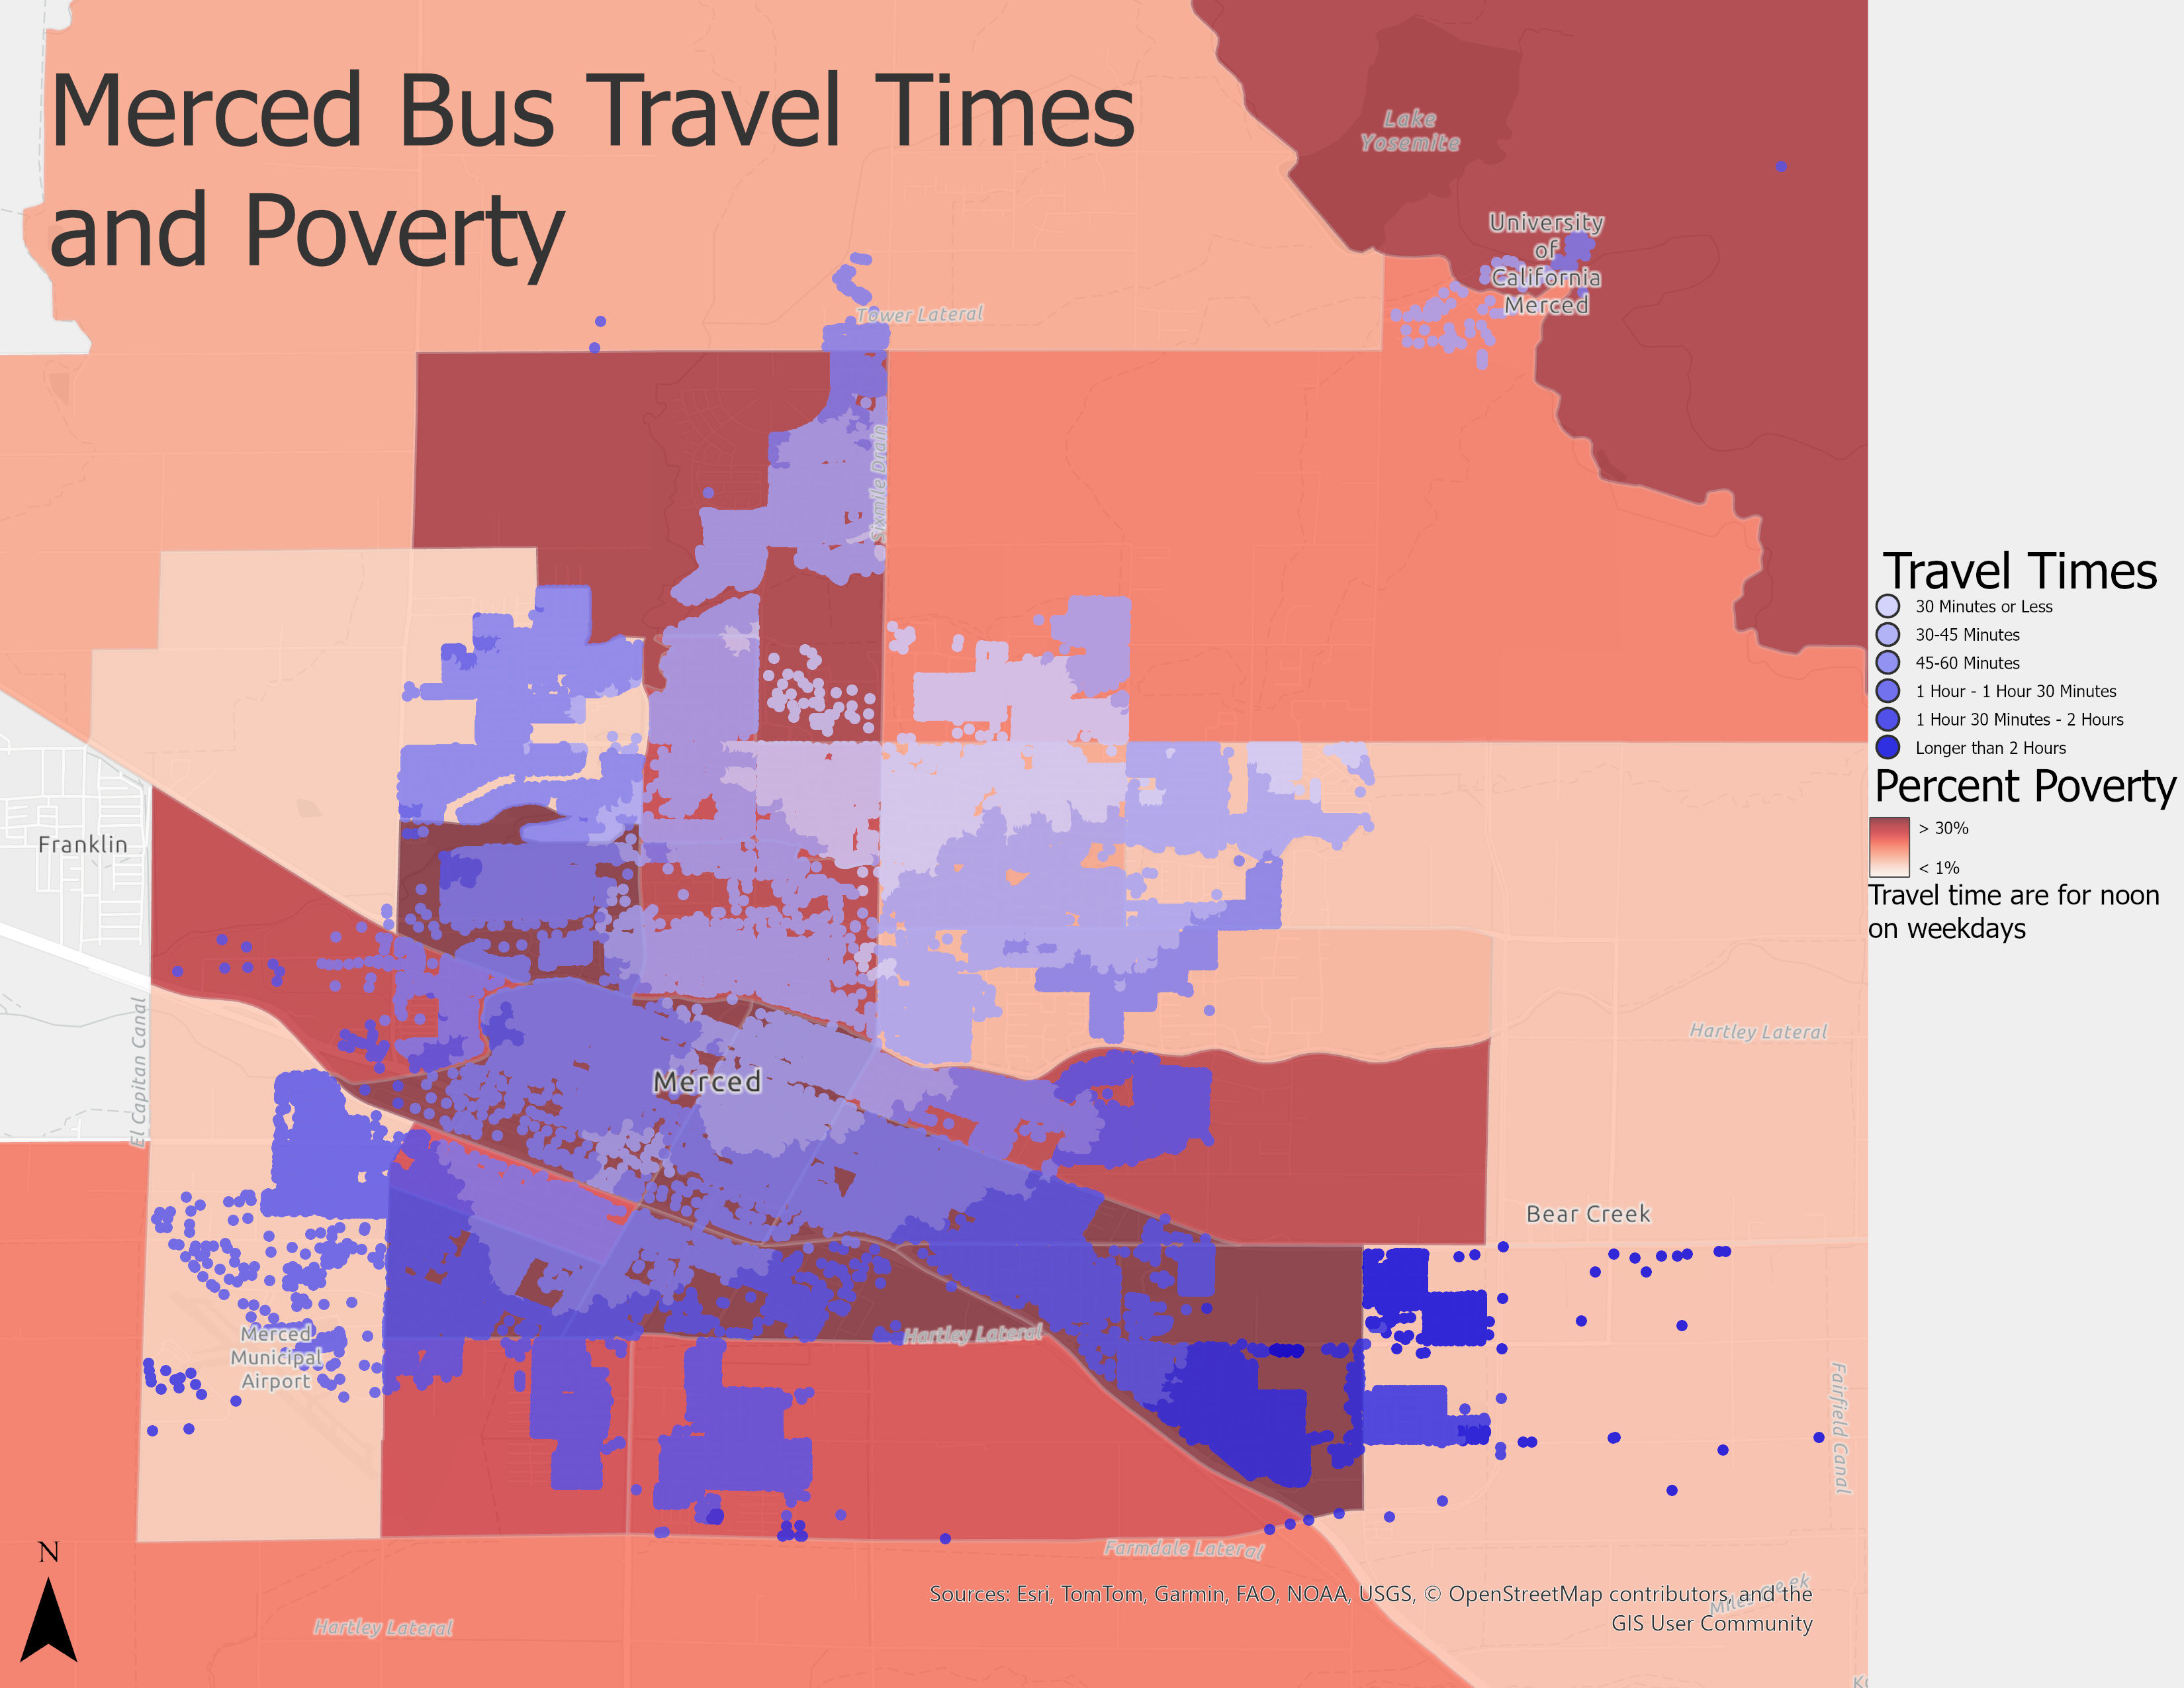 Merced Bus Travel Times
and Poverty
Lake
Yosemite
University
of
California
Merced
Tower Lateral
Sixmile Drain
Travel Times
30 Minutes or Less
30-45 Minutes
45-60 Minutes
1 Hour - 1 Hour 30 Minutes
1 Hour 30 Minutes - 2 Hours
Longer than 2 Hours
Percent Poverty
> 30%
< 1%
Travel time are for noon
on weekdays
Franklin
El Capitan Canal
Merced
Hartley Lateral
Bear Creek
Merced
Municipal
Airport
Hartley Lateral
Fairfield Canal
Farmdale Lateral
Miles Creek
N
Hartley Lateral
Sources: Esri, TomTom, Garmin, FAO, NOAA, USGS, © OpenStreetMap contributors, and the
GIS User Community